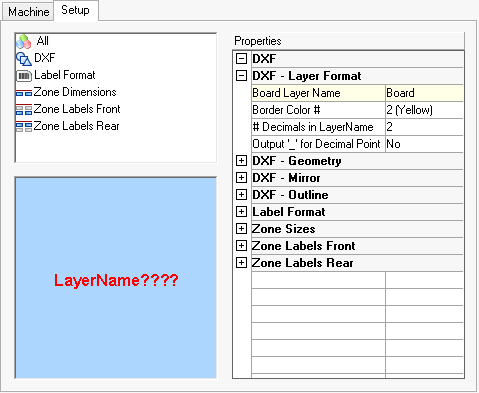 Machine Setup
All
DXF
Label Format
Zone Dimensions
Zone Labels Front
Zone Labels Rear
LayerName????
Properties
DXF
DXF - Layer Format
Board Layer Name Board
Border Color # 2 (Yellow)
# Decimals in LayerName 2
Output '_' for Decimal Point No
DXF - Geometry
DXF - Mirror
DXF - Outline
Label Format
Zone Sizes
Zone Labels Front
Zone Labels Rear